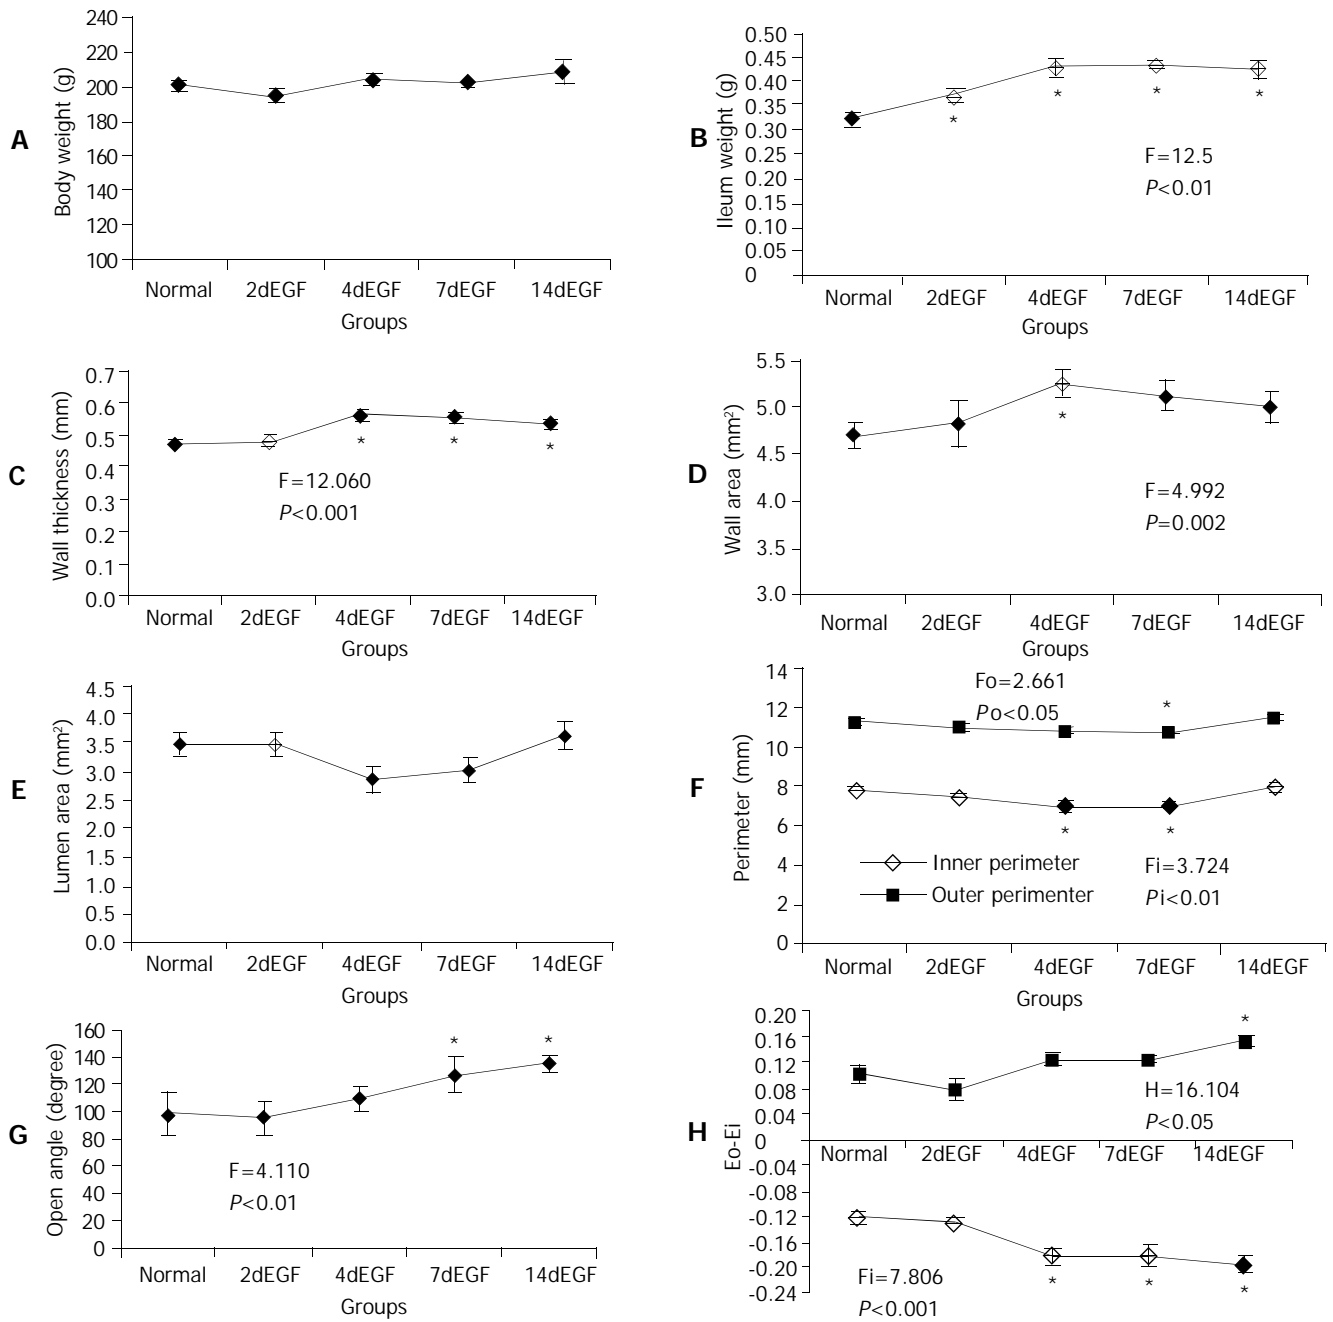 A
Body weight (g)
240
220
200
180
160
140
120
100
Normal 2dEGF 4dEGF 7dEGF 14dEGF
Groups
B
Ileum weight (g)
0.50
0.45
0.40
0.35
0.30
0.25
0.20
0.15
0.10
0.05
0
* * * *
F=12.5
P<0.01
Normal 2dEGF 4dEGF 7dEGF 14dEGF
Groups
C
Wall thickness (mm)
0.7
0.6
0.5
0.4
0.3
0.2
0.1
0.0
* * *
F=12.060
P<0.001
Normal 2dEGF 4dEGF 7dEGF 14dEGF
Groups
D
Wall area (mm²)
5.5
5.0
4.5
4.0
3.5
3.0
*
F=4.992
P=0.002
Normal 2dEGF 4dEGF 7dEGF 14dEGF
Groups
E
Lumen area (mm²)
4.5
4.0
3.5
3.0
2.5
2.0
1.5
1.0
0.5
0.0
Normal 2dEGF 4dEGF 7dEGF 14dEGF
Groups
F
Perimeter (mm)
14
12
10
8
6
4
2
0
Fo=2.661
Po<0.05
*
* *
Inner perimeter
Outer perimenter
Fi=3.724
Pi<0.01
Normal 2dEGF 4dEGF 7dEGF 14dEGF
Groups
G
Open angle (degree)
160
140
120
100
80
60
40
20
0
* *
F=4.110
P<0.01
Normal 2dEGF 4dEGF 7dEGF 14dEGF
Groups
H
Eo-Ei
0.20
0.16
0.12
0.08
0.04
0
-0.04
-0.08
-0.12
-0.16
-0.20
-0.24
*
H=16.104
P<0.05
Normal 2dEGF 4dEGF 7dEGF 14dEGF
* * *
Fi=7.806
P<0.001